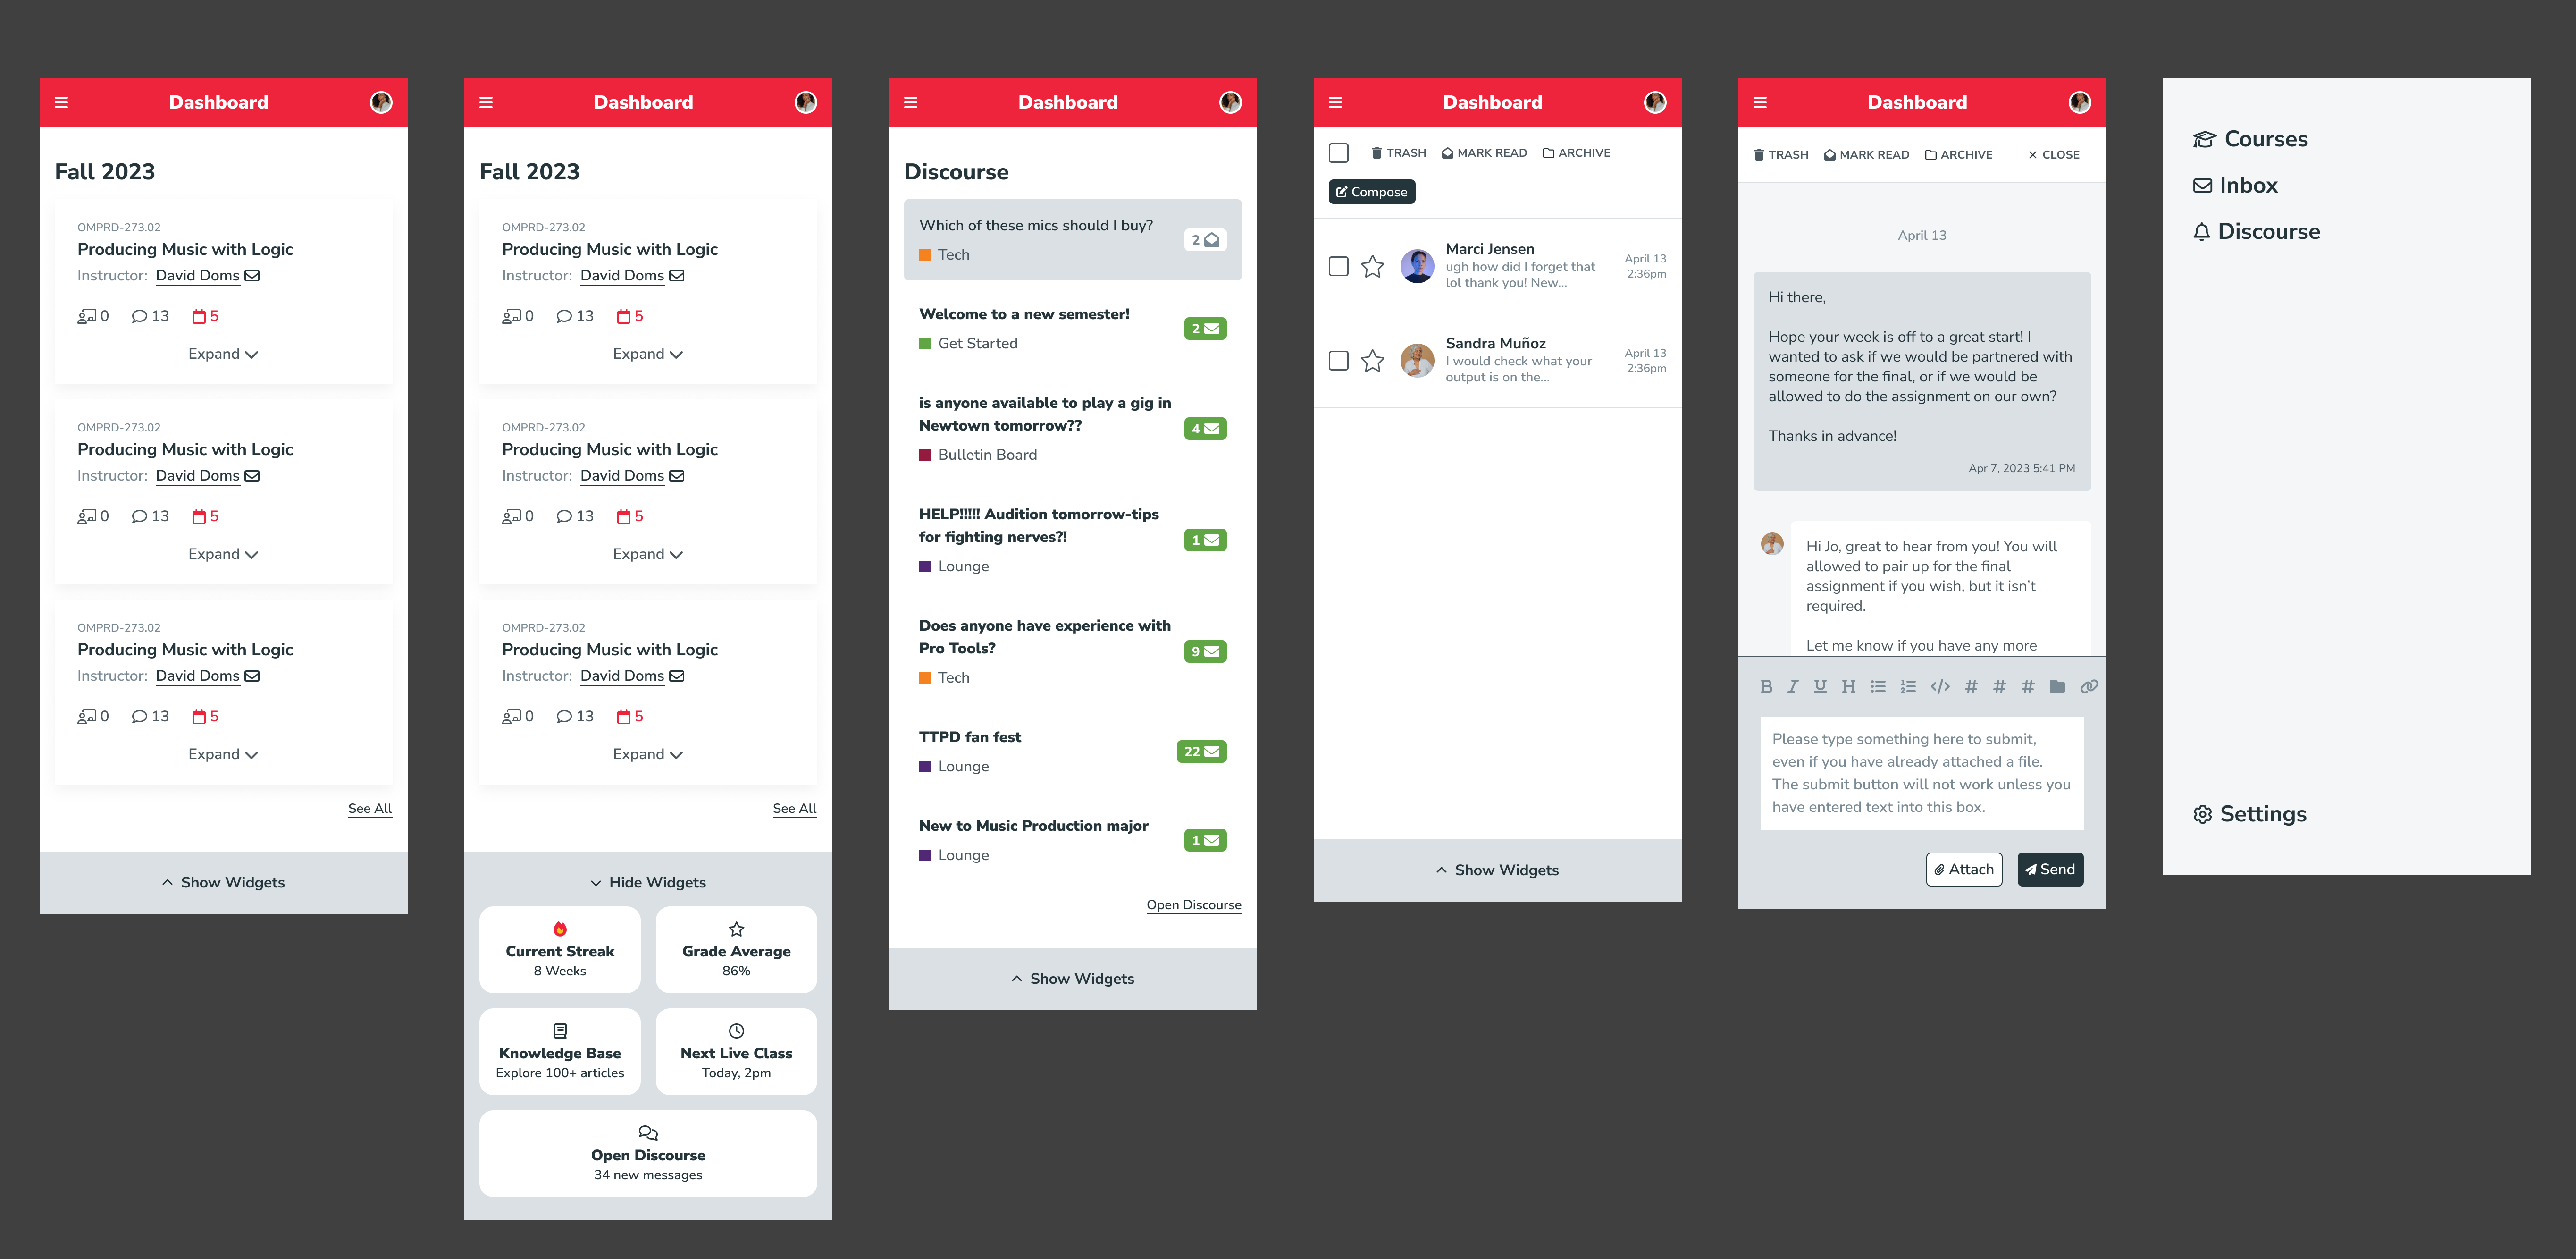 Dashboard
Fall 2023
OMPRD-273.02
Producing Music with Logic
Instructor: David Doms
0 13 5
Expand
OMPRD-273.02
Producing Music with Logic
Instructor: David Doms
0 13 5
Expand
OMPRD-273.02
Producing Music with Logic
Instructor: David Doms
0 13 5
Expand
See All
Show Widgets
Dashboard
Fall 2023
OMPRD-273.02
Producing Music with Logic
Instructor: David Doms
0 13 5
Expand
OMPRD-273.02
Producing Music with Logic
Instructor: David Doms
0 13 5
Expand
OMPRD-273.02
Producing Music with Logic
Instructor: David Doms
0 13 5
Expand
See All
Hide Widgets
Current Streak
8 Weeks
Grade Average
86%
Knowledge Base
Explore 100+ articles
Next Live Class
Today, 2pm
Open Discourse
34 new messages
Dashboard
Discourse
Which of these mics should I buy?
2
Tech
Welcome to a new semester!
2
Get Started
is anyone available to play a gig in
Newtown tomorrow??
4
Bulletin Board
HELP!!!!! Audition tomorrow-tips
for fighting nerves?!
1
Lounge
Does anyone have experience with
Pro Tools?
9
Tech
TTPD fan fest
22
Lounge
New to Music Production major
1
Lounge
Open Discourse
Show Widgets
Dashboard
TRASH MARK READ ARCHIVE
Compose
Marci Jensen
ugh how did I forget that
lol thank you! New...
April 13
2:36pm
Sandra Muñoz
I would check what your
output is on the...
April 13
2:36pm
Show Widgets
Dashboard
TRASH MARK READ ARCHIVE CLOSE
April 13
Hi there,
Hope your week is off to a great start! I
wanted to ask if we would be partnered with
someone for the final, or if we would be
allowed to do the assignment on our own?
Thanks in advance!
Apr 7, 2023 5:41 PM
Hi Jo, great to hear from you! You will
allowed to pair up for the final
assignment if you wish, but it isn't
required.
Let me know if you have any more
B I U H </> # # #
Please type something here to submit,
even if you have already attached a file.
The submit button will not work unless you
have entered text into this box.
Attach Send
Courses
Inbox
Discourse
Settings